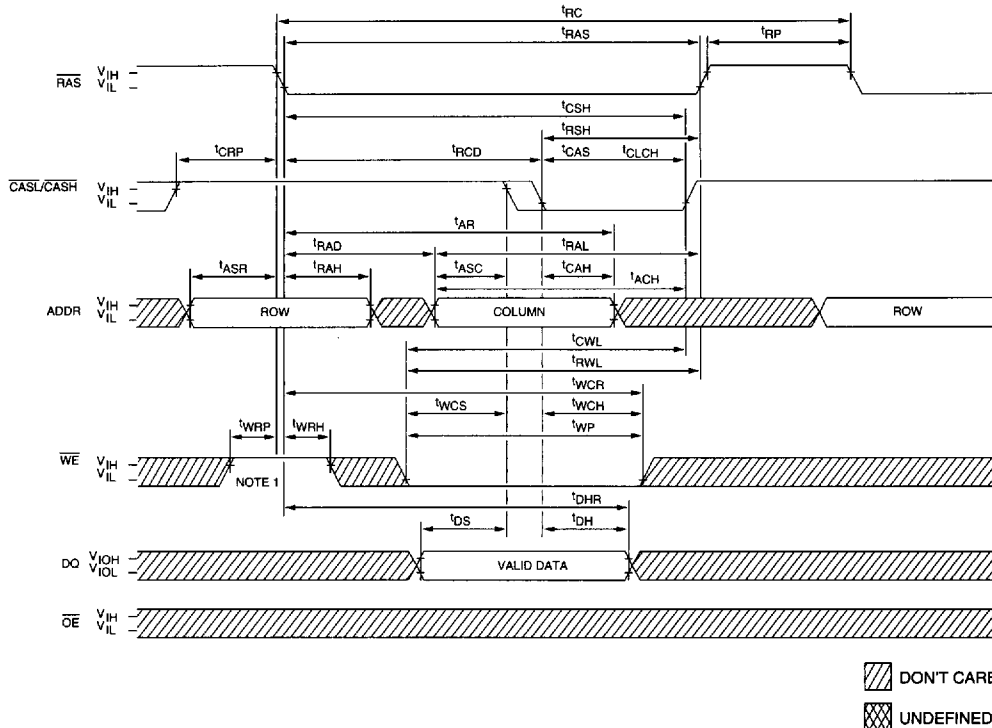 tRC
tRAS
tRP
RAS VIH
VIL
tCSH
tRSH
tCRP tRCD tCAS tCLCH
CASL/CASH VIH
VIL
tAR
tRAD tRAL
tASR tRAH tASC tCAH
tACH
ADDR VIH
VIL
ROW COLUMN ROW
tCWL
tRWL
tWCR
tWCS tWCH
tWRP tWRH tWP
WE VIH
VIL
NOTE 1
tDHR
tDS tDH
DQ VIOH
VIOL
VALID DATA
OE VIH
VIL
DON'T CARE
UNDEFINED